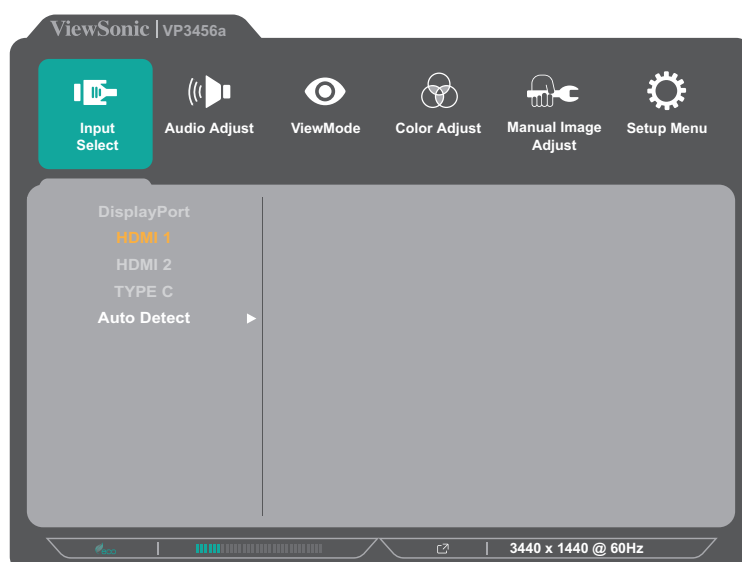 ViewSonic | VP3456a
Input
Select
Audio Adjust
ViewMode
Color Adjust
Manual Image
Adjust
Setup Menu
DisplayPort
HDMI 1
HDMI 2
TYPE C
Auto Detect
eco
3440 x 1440 @ 60Hz